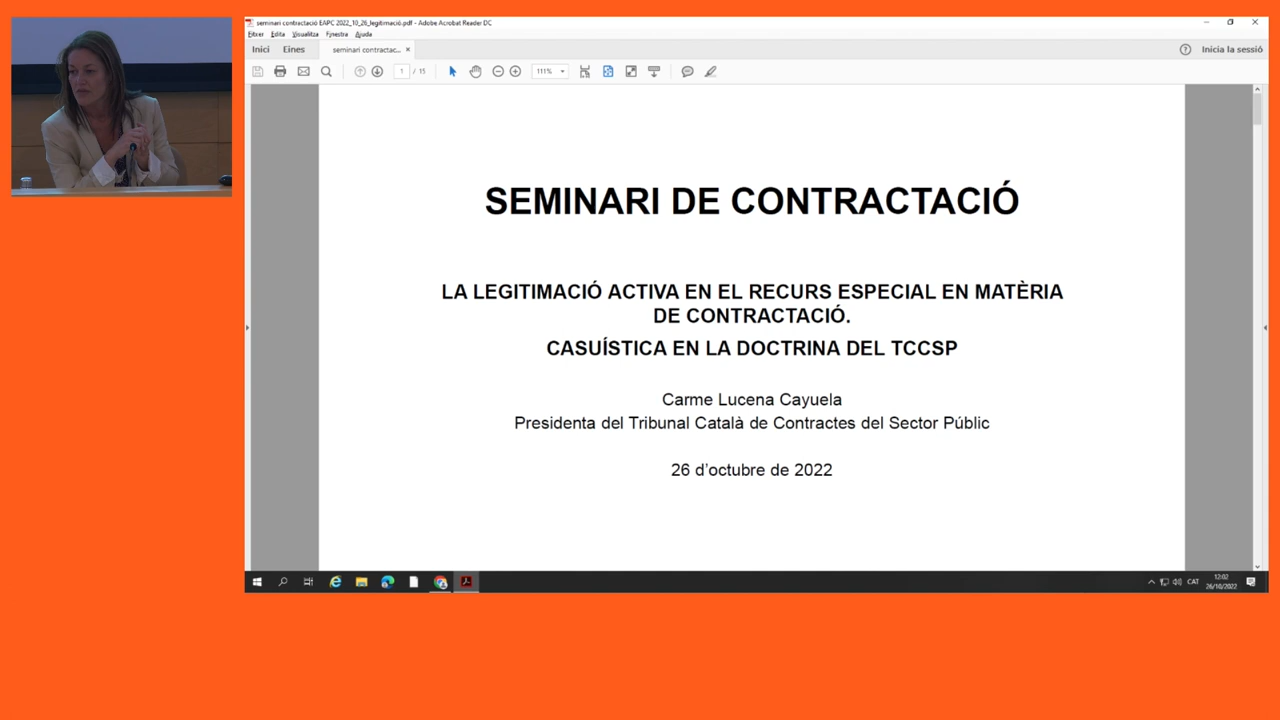 seminari contractació EAPC 2022_10_26_legitimació.pdf - Adobe Acrobat Reader DC
Fitxer Edita Visualitza Finestra Ajuda
Inici Eines seminari contractac... × Inicia la sessió
1 / 15 111%
SEMINARI DE CONTRACTACIÓ
LA LEGITIMACIÓ ACTIVA EN EL RECURS ESPECIAL EN MATÈRIA
DE CONTRACTACIÓ.
CASUÍSTICA EN LA DOCTRINA DEL TCCSP
Carme Lucena Cayuela
Presidenta del Tribunal Català de Contractes del Sector Públic
26 d’octubre de 2022
CAT 12:02
26/10/2022